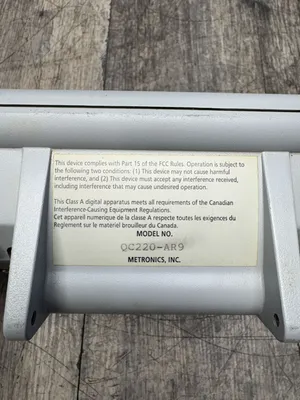 This device complies with Part 15 of the FCC Rules. Operation is subject to
the following two conditions. (1) This device may not cause harmful
interference, and (2) This device must accept any interference received,
including interference that may cause undesired operation.
This Class A digital apparatus meets all requirements of the Canadian
Interference-Causing Equipment Regulations.
Cet appareil numerique de la classe A respecte toutes les exigences du
Reglement sur le materiel brouilleur du Canada.
MODEL NO.
QC220-AR9
METRONICS, INC.